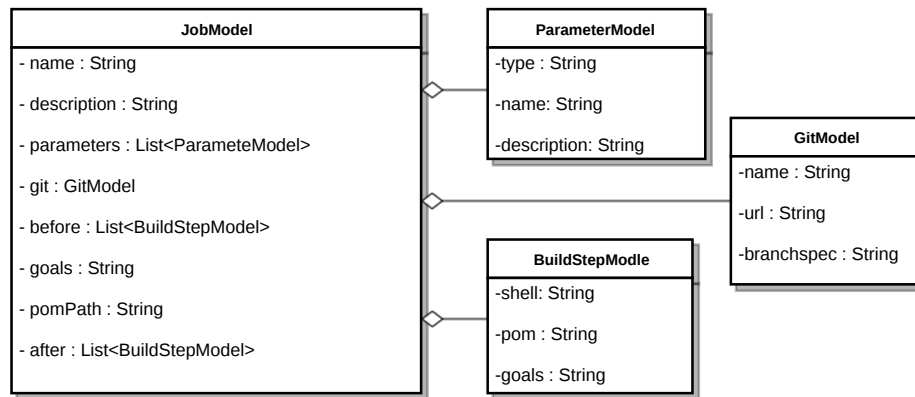 JobModel
- name : String
- description : String
- parameters : List<ParameteModel>
- git : GitModel
- before : List<BuildStepModel>
- goals : String
- pomPath : String
- after : List<BuildStepModel>
ParameterModel
-type : String
-name: String
-description: String
GitModel
-name : String
-url : String
-branchspec : String
BuildStepModle
-shell: String
-pom : String
-goals : String